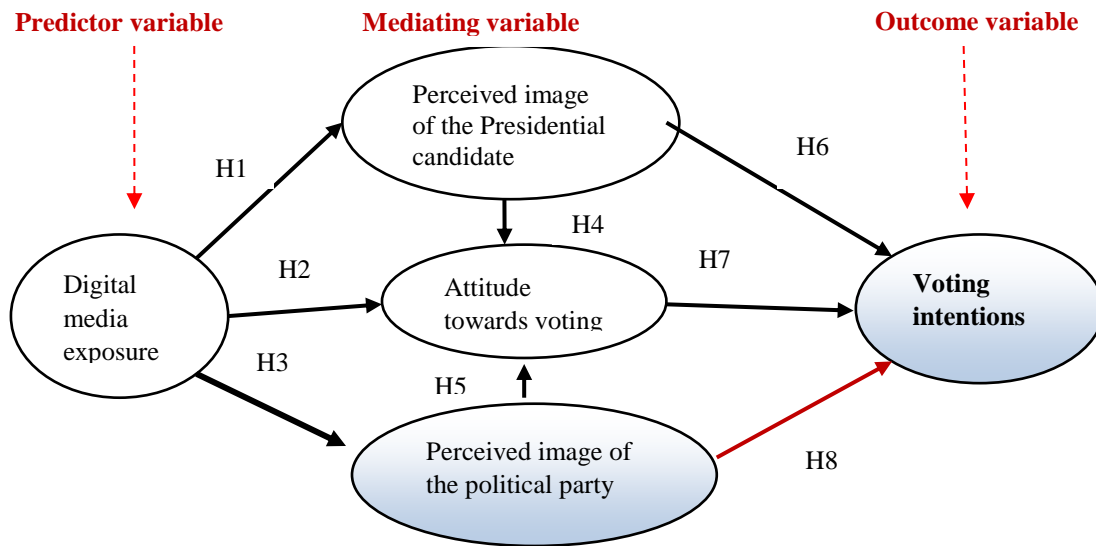 Predictor variable
Mediating variable
Outcome variable
Perceived image
of the Presidential
candidate
H1
H6
H4
H2
H7
Digital
media
exposure
Attitude
towards voting
Voting
intentions
H3
H5
Perceived image of
the political party
H8